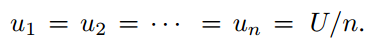 u₁ = u₂ = ⋯ = uₙ = U/n.